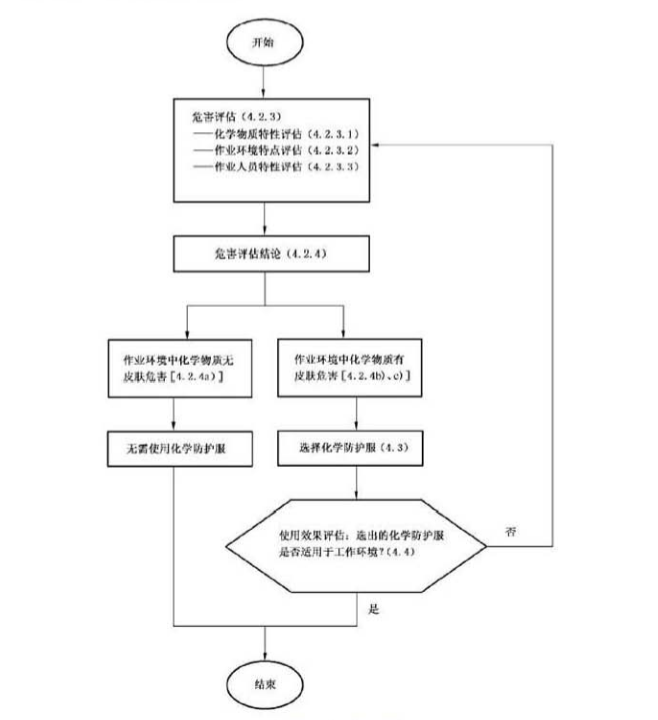 开始
危害评估（4.2.3）
——化学物质特性评估（4.2.3.1）
——作业环境特点评估（4.2.3.2）
——作业人员特性评估（4.2.3.3）
危害评估结论（4.2.4）
作业环境中化学物质无
皮肤危害[4.2.4a）]
作业环境中化学物质有
皮肤危害[4.2.4b）、c）]
无需使用化学防护服
选择化学防护服（4.3）
使用效果评估：选出的化学防护服
是否适用于工作环境？（4.4）
否
是
结束